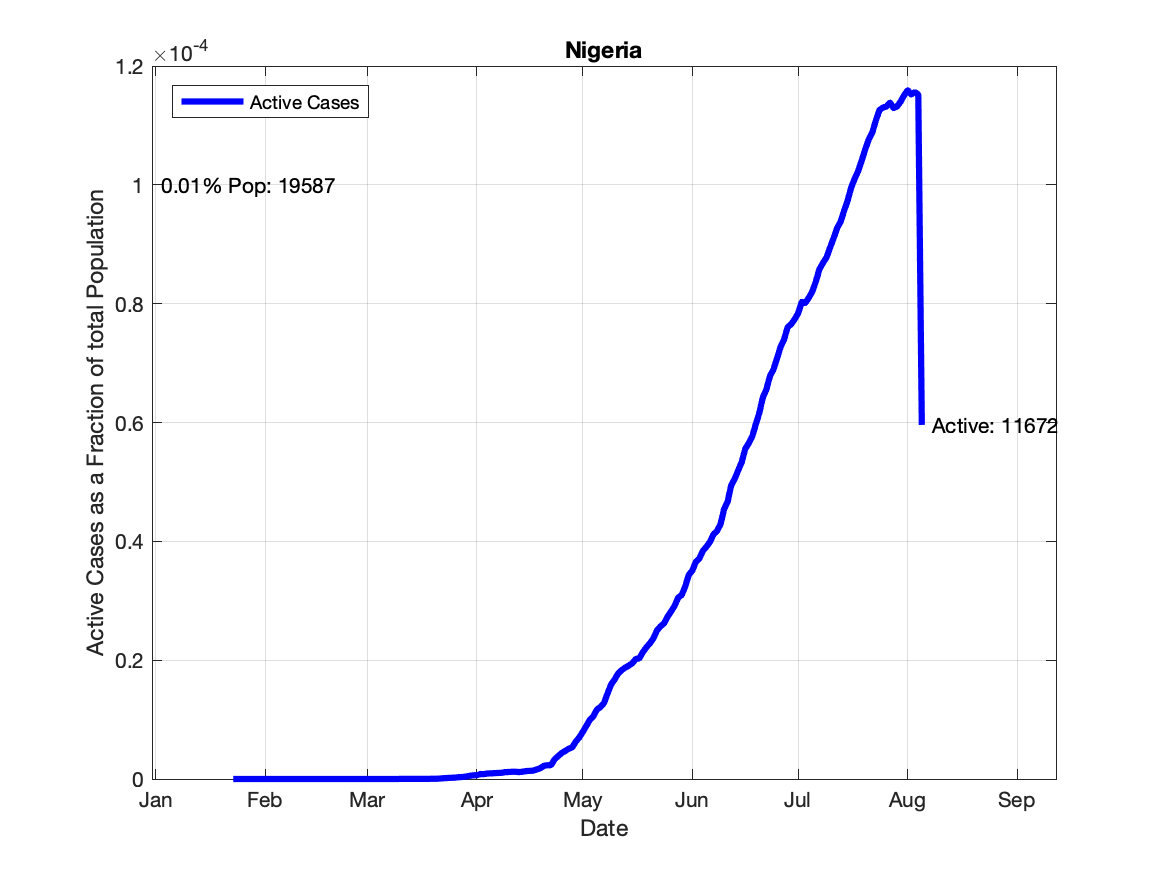 Nigeria
×10-4
1.2
1
0.8
0.6
0.4
0.2
0
Active Cases
0.01% Pop: 19587
Active: 11672
Active Cases as a Fraction of total Population
Jan Feb Mar Apr May Jun Jul Aug Sep
Date